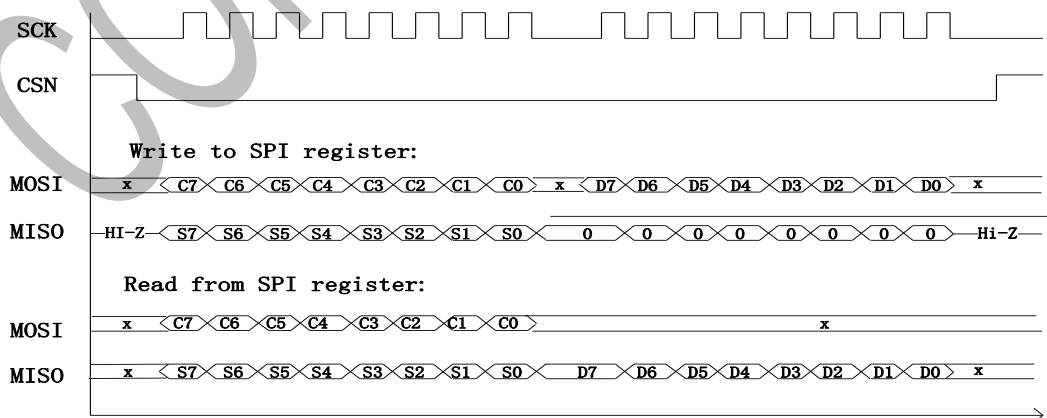 SCK
CSN
Write to SPI register:
MOSI x C7 C6 C5 C4 C3 C2 C1 C0 x D7 D6 D5 D4 D3 D2 D1 D0 x
MISO HI-Z S7 S6 S5 S4 S3 S2 S1 S0 0 0 0 0 0 0 0 0 Hi-Z
Read from SPI register:
MOSI x C7 C6 C5 C4 C3 C2 C1 C0 x
MISO x S7 S6 S5 S4 S3 S2 S1 S0 D7 D6 D5 D4 D3 D2 D1 D0 x